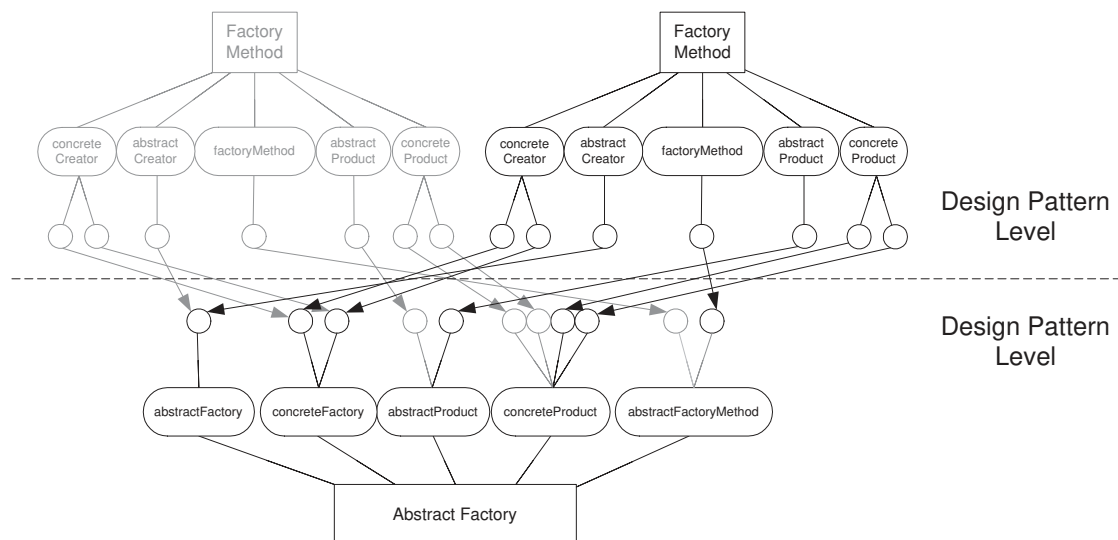 Factory
Method
Factory
Method
concrete
Creator
abstract
Creator
factoryMethod
abstract
Product
concrete
Product
concrete
Creator
abstract
Creator
factoryMethod
abstract
Product
concrete
Product
Design Pattern
Level
Design Pattern
Level
abstractFactory
concreteFactory
abstractProduct
concreteProduct
abstractFactoryMethod
Abstract Factory